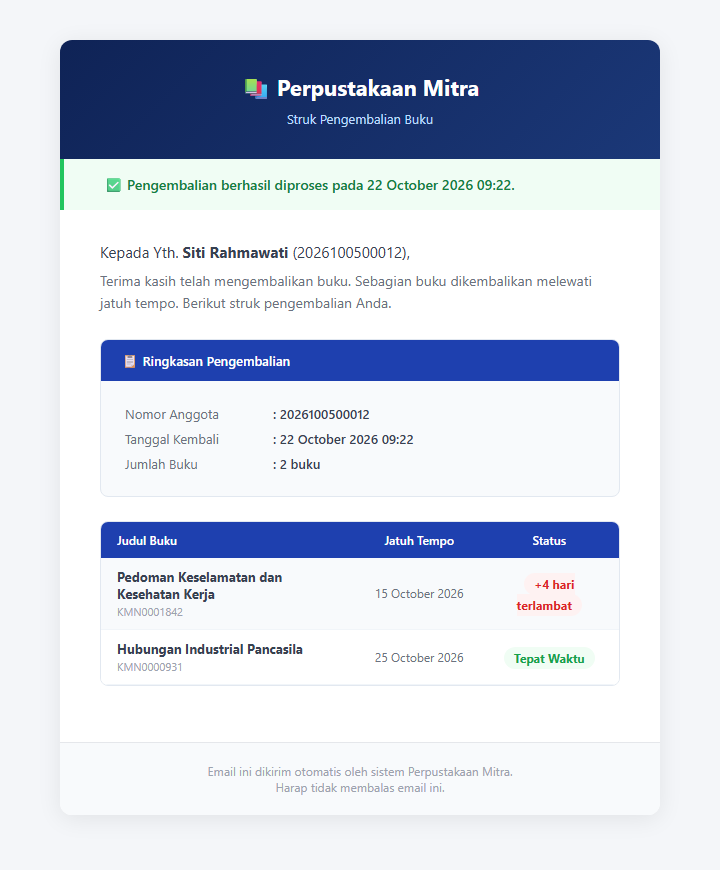 Perpustakaan Mitra
Struk Pengembalian Buku
Pengembalian berhasil diproses pada 22 October 2026 09:22.
Kepada Yth. Siti Rahmawati (2026100500012),
Terima kasih telah mengembalikan buku. Sebagian buku dikembalikan melewati
jatuh tempo. Berikut struk pengembalian Anda.
Ringkasan Pengembalian
Nomor Anggota : 2026100500012
Tanggal Kembali : 22 October 2026 09:22
Jumlah Buku : 2 buku
Judul Buku Jatuh Tempo Status
Pedoman Keselamatan dan
Kesehatan Kerja
KMN0001842
15 October 2026
+4 hari
terlambat
Hubungan Industrial Pancasila
KMN0000931
25 October 2026
Tepat Waktu
Email ini dikirim otomatis oleh sistem Perpustakaan Mitra.
Harap tidak membalas email ini.